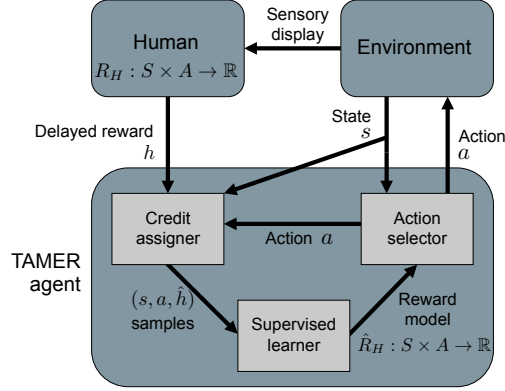 Human
R_H : S × A → ℝ
Sensory
display
Environment
Delayed reward
h
State
s
Action
a
TAMER
agent
Credit
assigner
Action a
Action
selector
(s, a, ĥ)
samples
Supervised
learner
Reward
model
R̂_H : S × A → ℝ